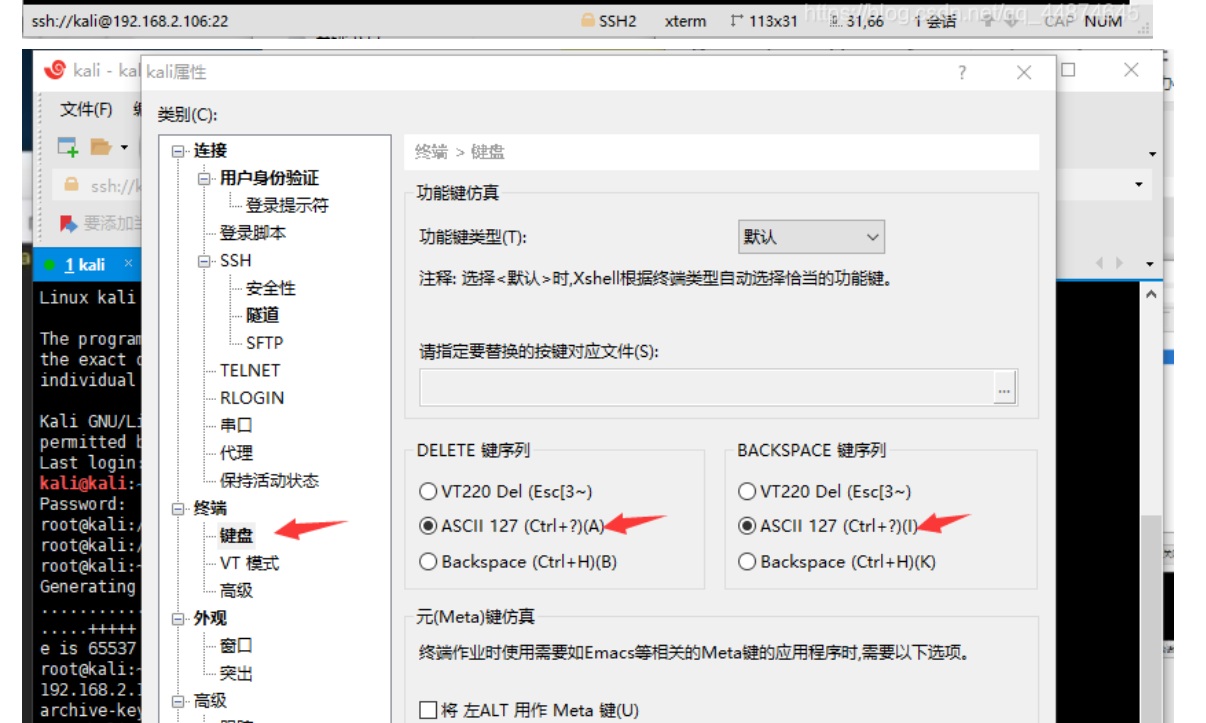 ssh://kali@192.168.2.106:22 SSH2 xterm 113x31 31,66 1 会话 CAP NUM
https://blog.csdn.net/qq_44874645
kali - kal
kali属性
文件(F)
类别(C):
ssh://k
要添加
1 kali
连接
用户身份验证
登录提示符
登录脚本
SSH
安全性
隧道
SFTP
TELNET
RLOGIN
串口
代理
保持活动状态
终端
键盘
VT 模式
高级
外观
窗口
突出
高级
终端 > 键盘
功能键仿真
功能键类型(T): 默认
注释: 选择<默认>时,Xshell根据终端类型自动选择恰当的功能键。
请指定要替换的按键对应文件(S):
...
DELETE 键序列
VT220 Del (Esc[3~)
ASCII 127 (Ctrl+?)(A)
Backspace (Ctrl+H)(B)
BACKSPACE 键序列
VT220 Del (Esc[3~)
ASCII 127 (Ctrl+?)(I)
Backspace (Ctrl+H)(K)
元(Meta)键仿真
终端作业时使用需要如Emacs等相关的Meta键的应用程序时,需要以下选项。
将 左ALT 用作 Meta 键(U)
Linux kali
The program
the exact
individual
Kali GNU/Li
permitted b
Last login:
kali@kali:~
Password:
root@kali:/
root@kali:/
root@kali:~
Generating
...........
.....+++++
e is 65537
root@kali:~
192.168.2.1
archive-key